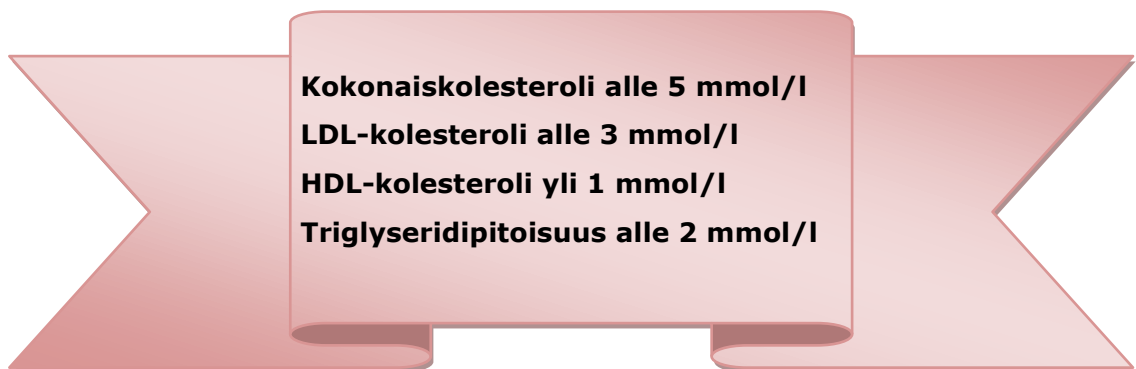 Kokonaiskolesteroli alle 5 mmol/l
LDL-kolesteroli alle 3 mmol/l
HDL-kolesteroli yli 1 mmol/l
Triglyseridipitoisuus alle 2 mmol/l